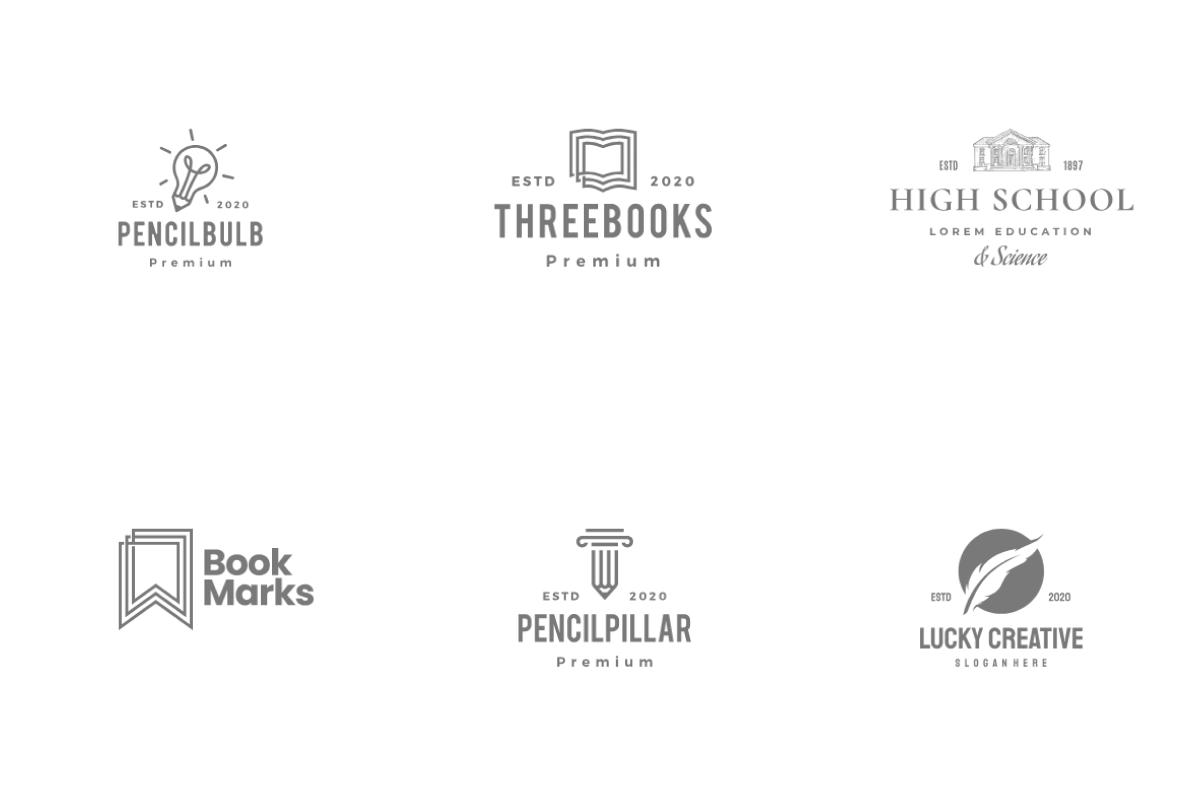 ESTD 2020
PENCILBULB
Premium
ESTD 2020
THREEBOOKS
Premium
ESTD 1897
HIGH SCHOOL
LOREM EDUCATION
& Science
Book
Marks
ESTD 2020
PENCILPILLAR
Premium
ESTD 2020
LUCKY CREATIVE
SLOGAN HERE